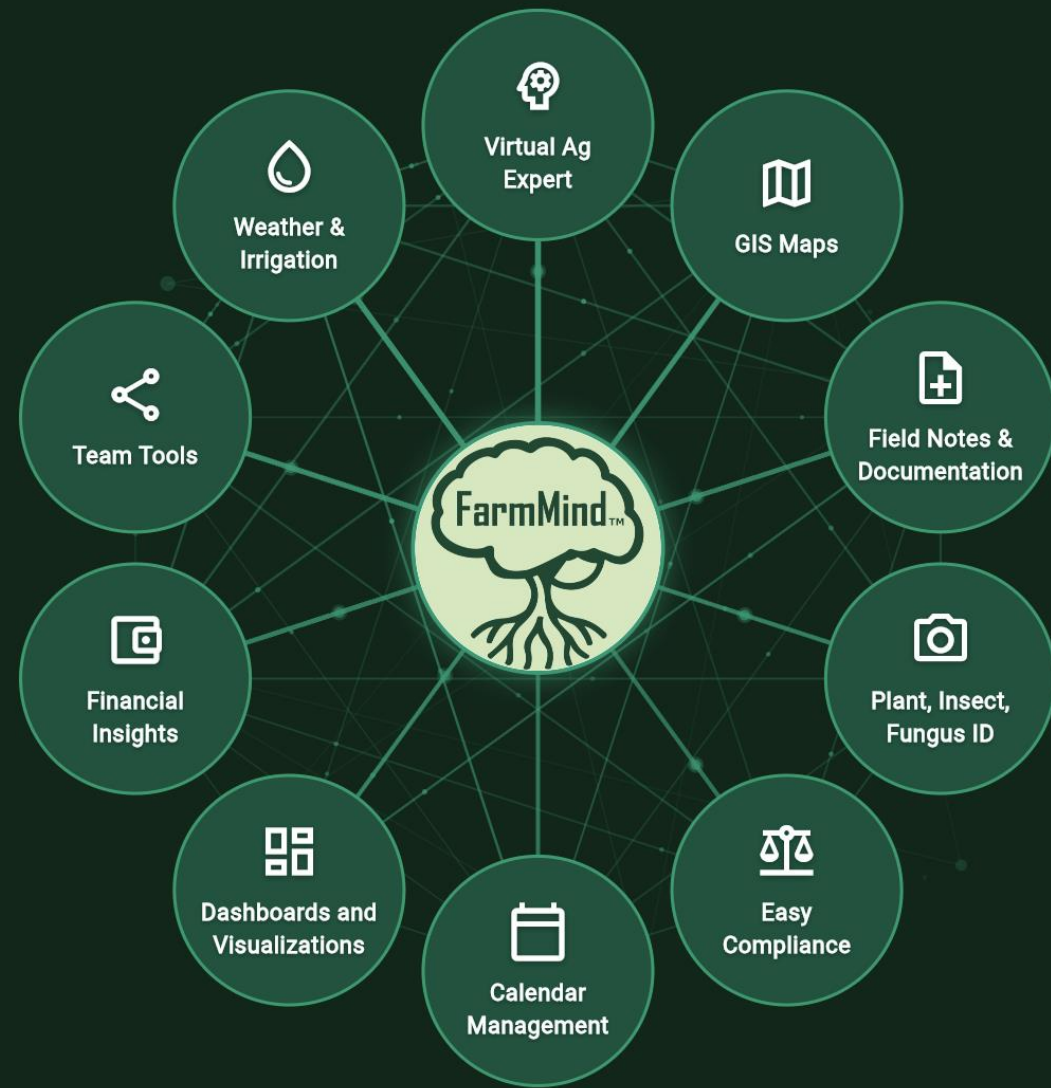 Virtual Ag
Expert
Weather &
Irrigation
GIS Maps
Team Tools
Field Notes &
Documentation
FarmMind™
Financial
Insights
Plant, Insect,
Fungus ID
Dashboards and
Visualizations
Easy
Compliance
Calendar
Management